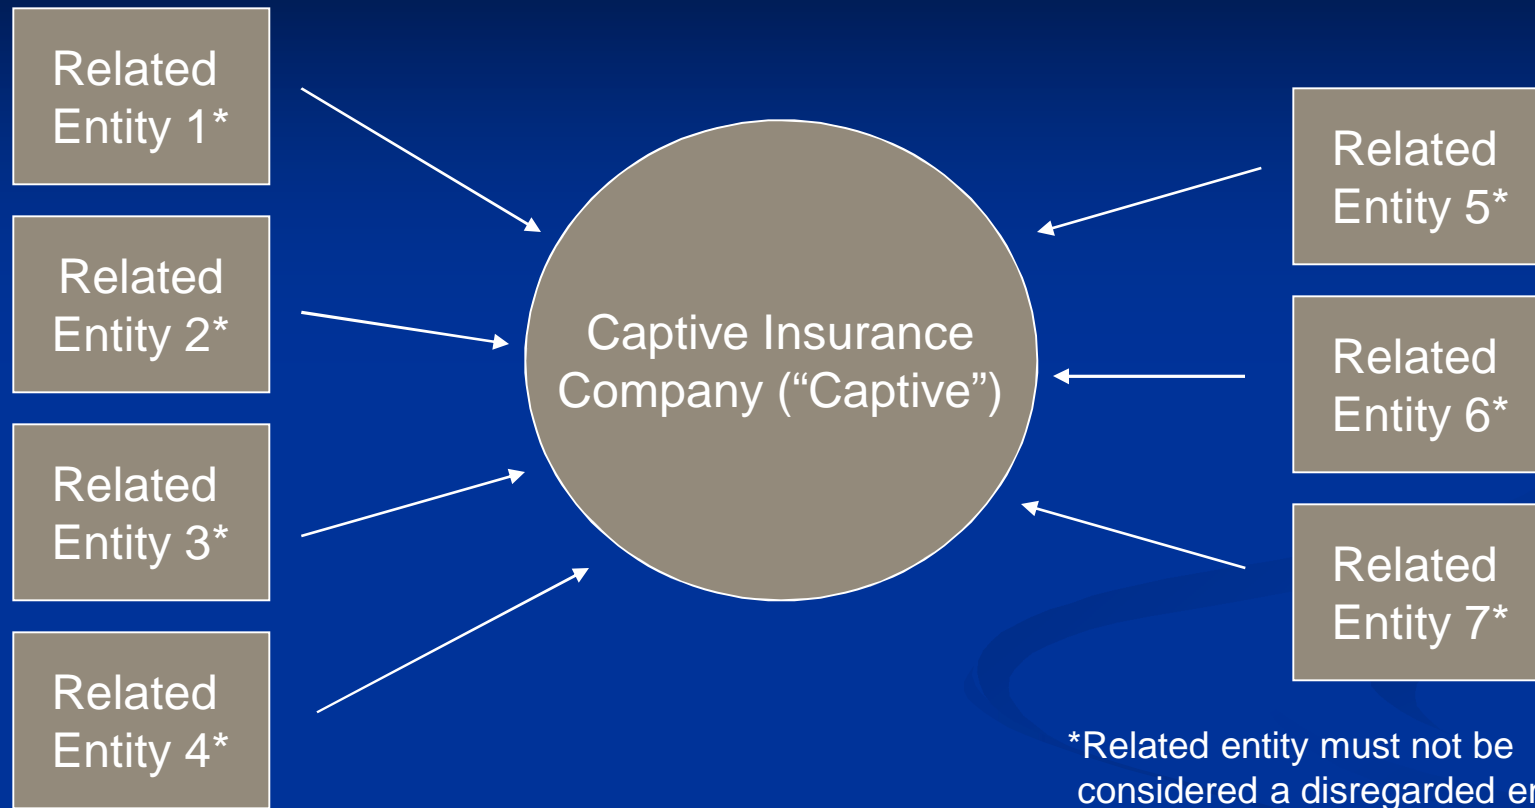 Related
Entity 1*
Related
Entity 2*
Related
Entity 3*
Related
Entity 4*
Captive Insurance
Company (“Captive”)
Related
Entity 5*
Related
Entity 6*
Related
Entity 7*
*Related entity must not be
considered a disregarded